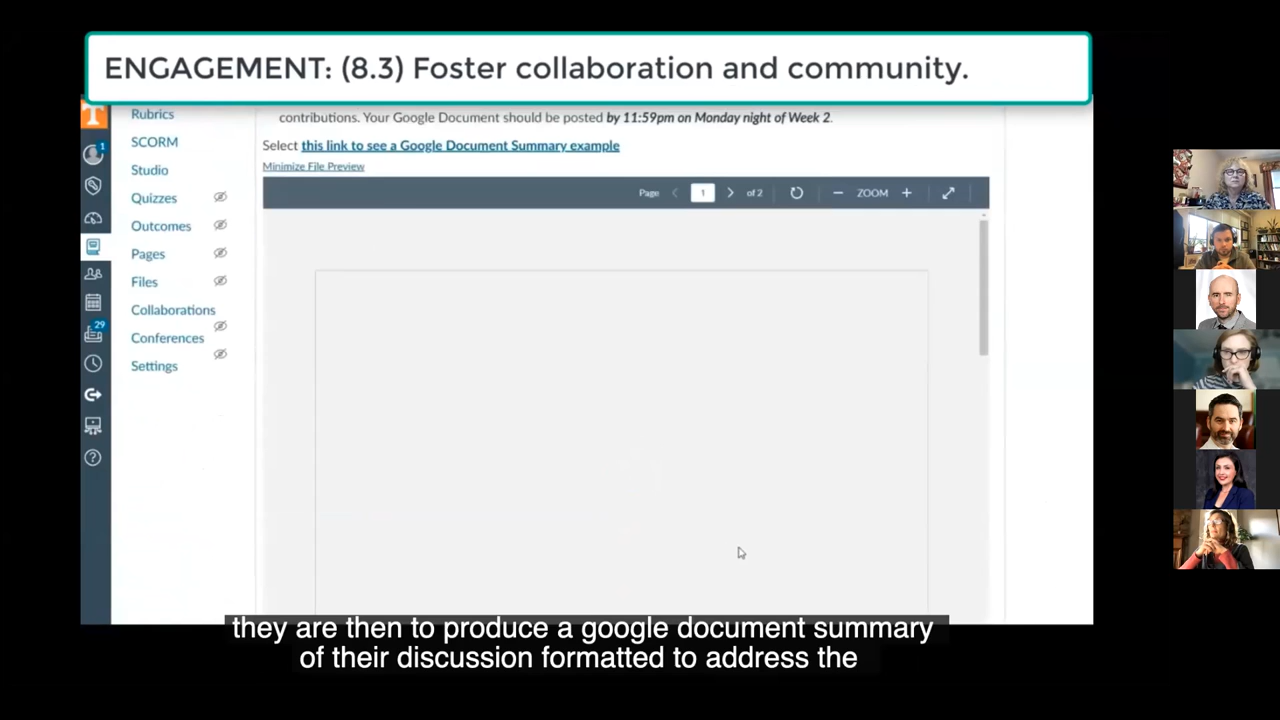 ENGAGEMENT: (8.3) Foster collaboration and community.
T
Rubrics
SCORM
Studio
Quizzes
Outcomes
Pages
Files
Collaborations
Conferences
Settings
1
29
contributions. Your Google Document should be posted by 11:59pm on Monday night of Week 2.
Select this link to see a Google Document Summary example
Minimize File Preview
Page 1 of 2 ZOOM
they are then to produce a google document summary
of their discussion formatted to address the